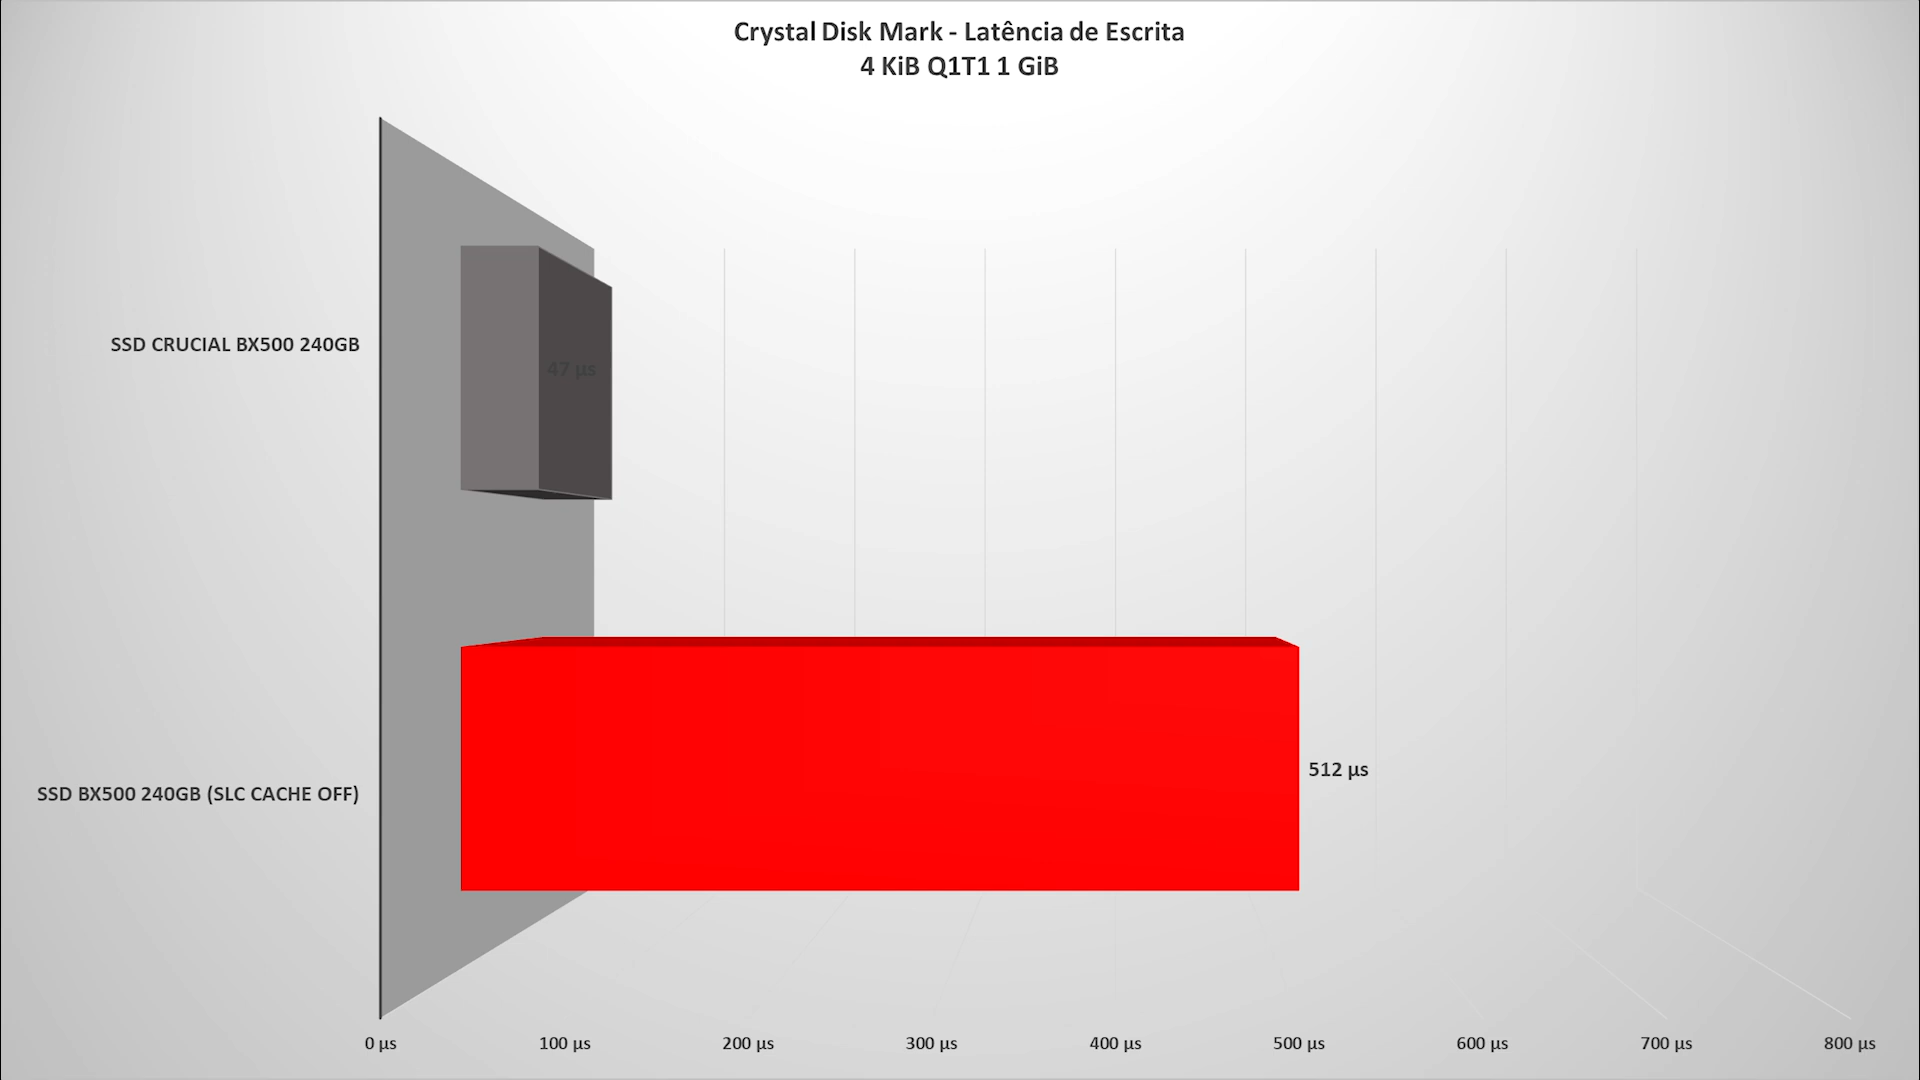 Crystal Disk Mark - Latência de Escrita
4 KiB Q1T1 1 GiB
SSD CRUCIAL BX500 240GB
47 µs
SSD BX500 240GB (SLC CACHE OFF)
512 µs
0 µs
100 µs
200 µs
300 µs
400 µs
500 µs
600 µs
700 µs
800 µs